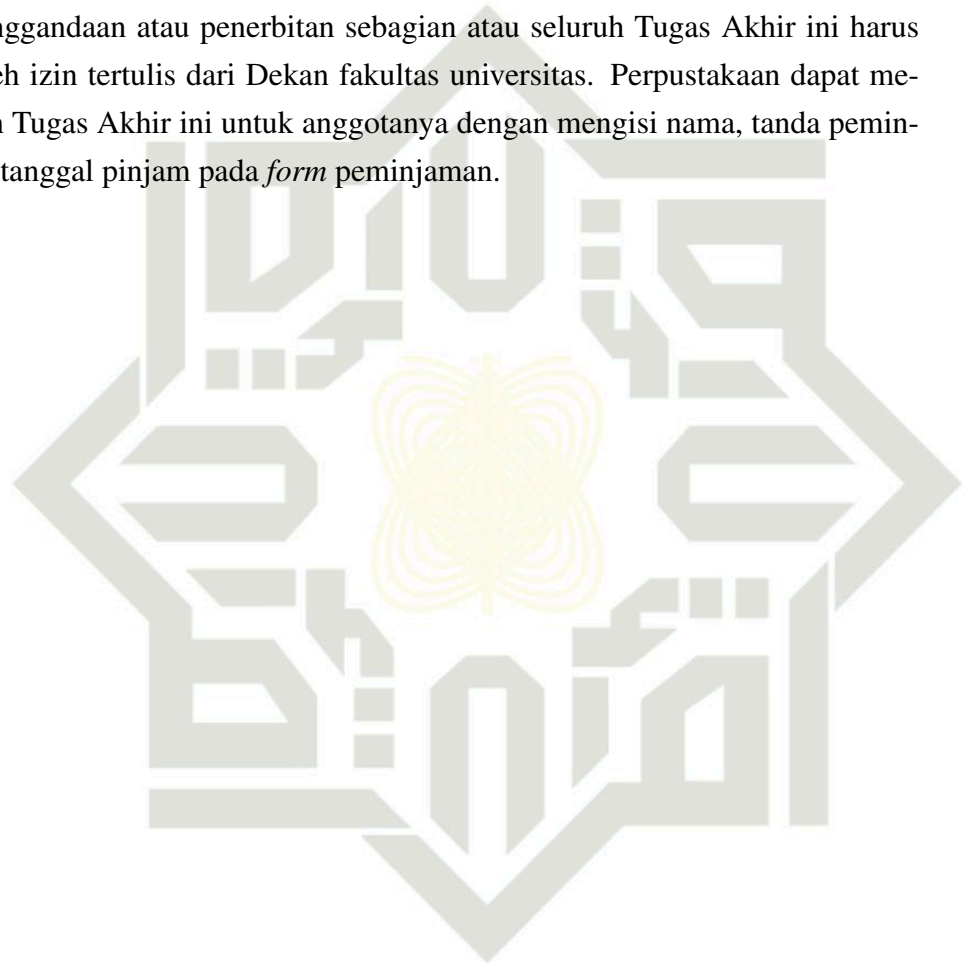 nggandaan atau penerbitan sebagian atau seluruh Tugas Akhir ini harus
eh izin tertulis dari Dekan fakultas universitas. Perpustakaan dapat me-
n Tugas Akhir ini untuk anggotanya dengan mengisi nama, tanda pemin-
tanggal pinjam pada form peminjaman.